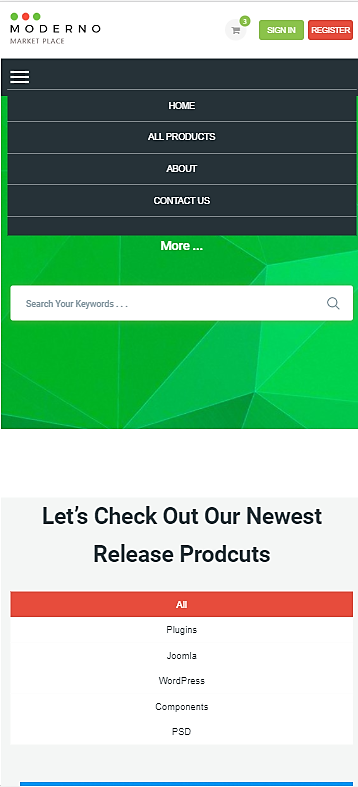 MODERNO
MARKET PLACE
3
SIGN IN
REGISTER
HOME
ALL PRODUCTS
ABOUT
CONTACT US
More ...
Search Your Keywords . . .
Let's Check Out Our Newest
Release Prodcuts
All
Plugins
Joomla
WordPress
Components
PSD